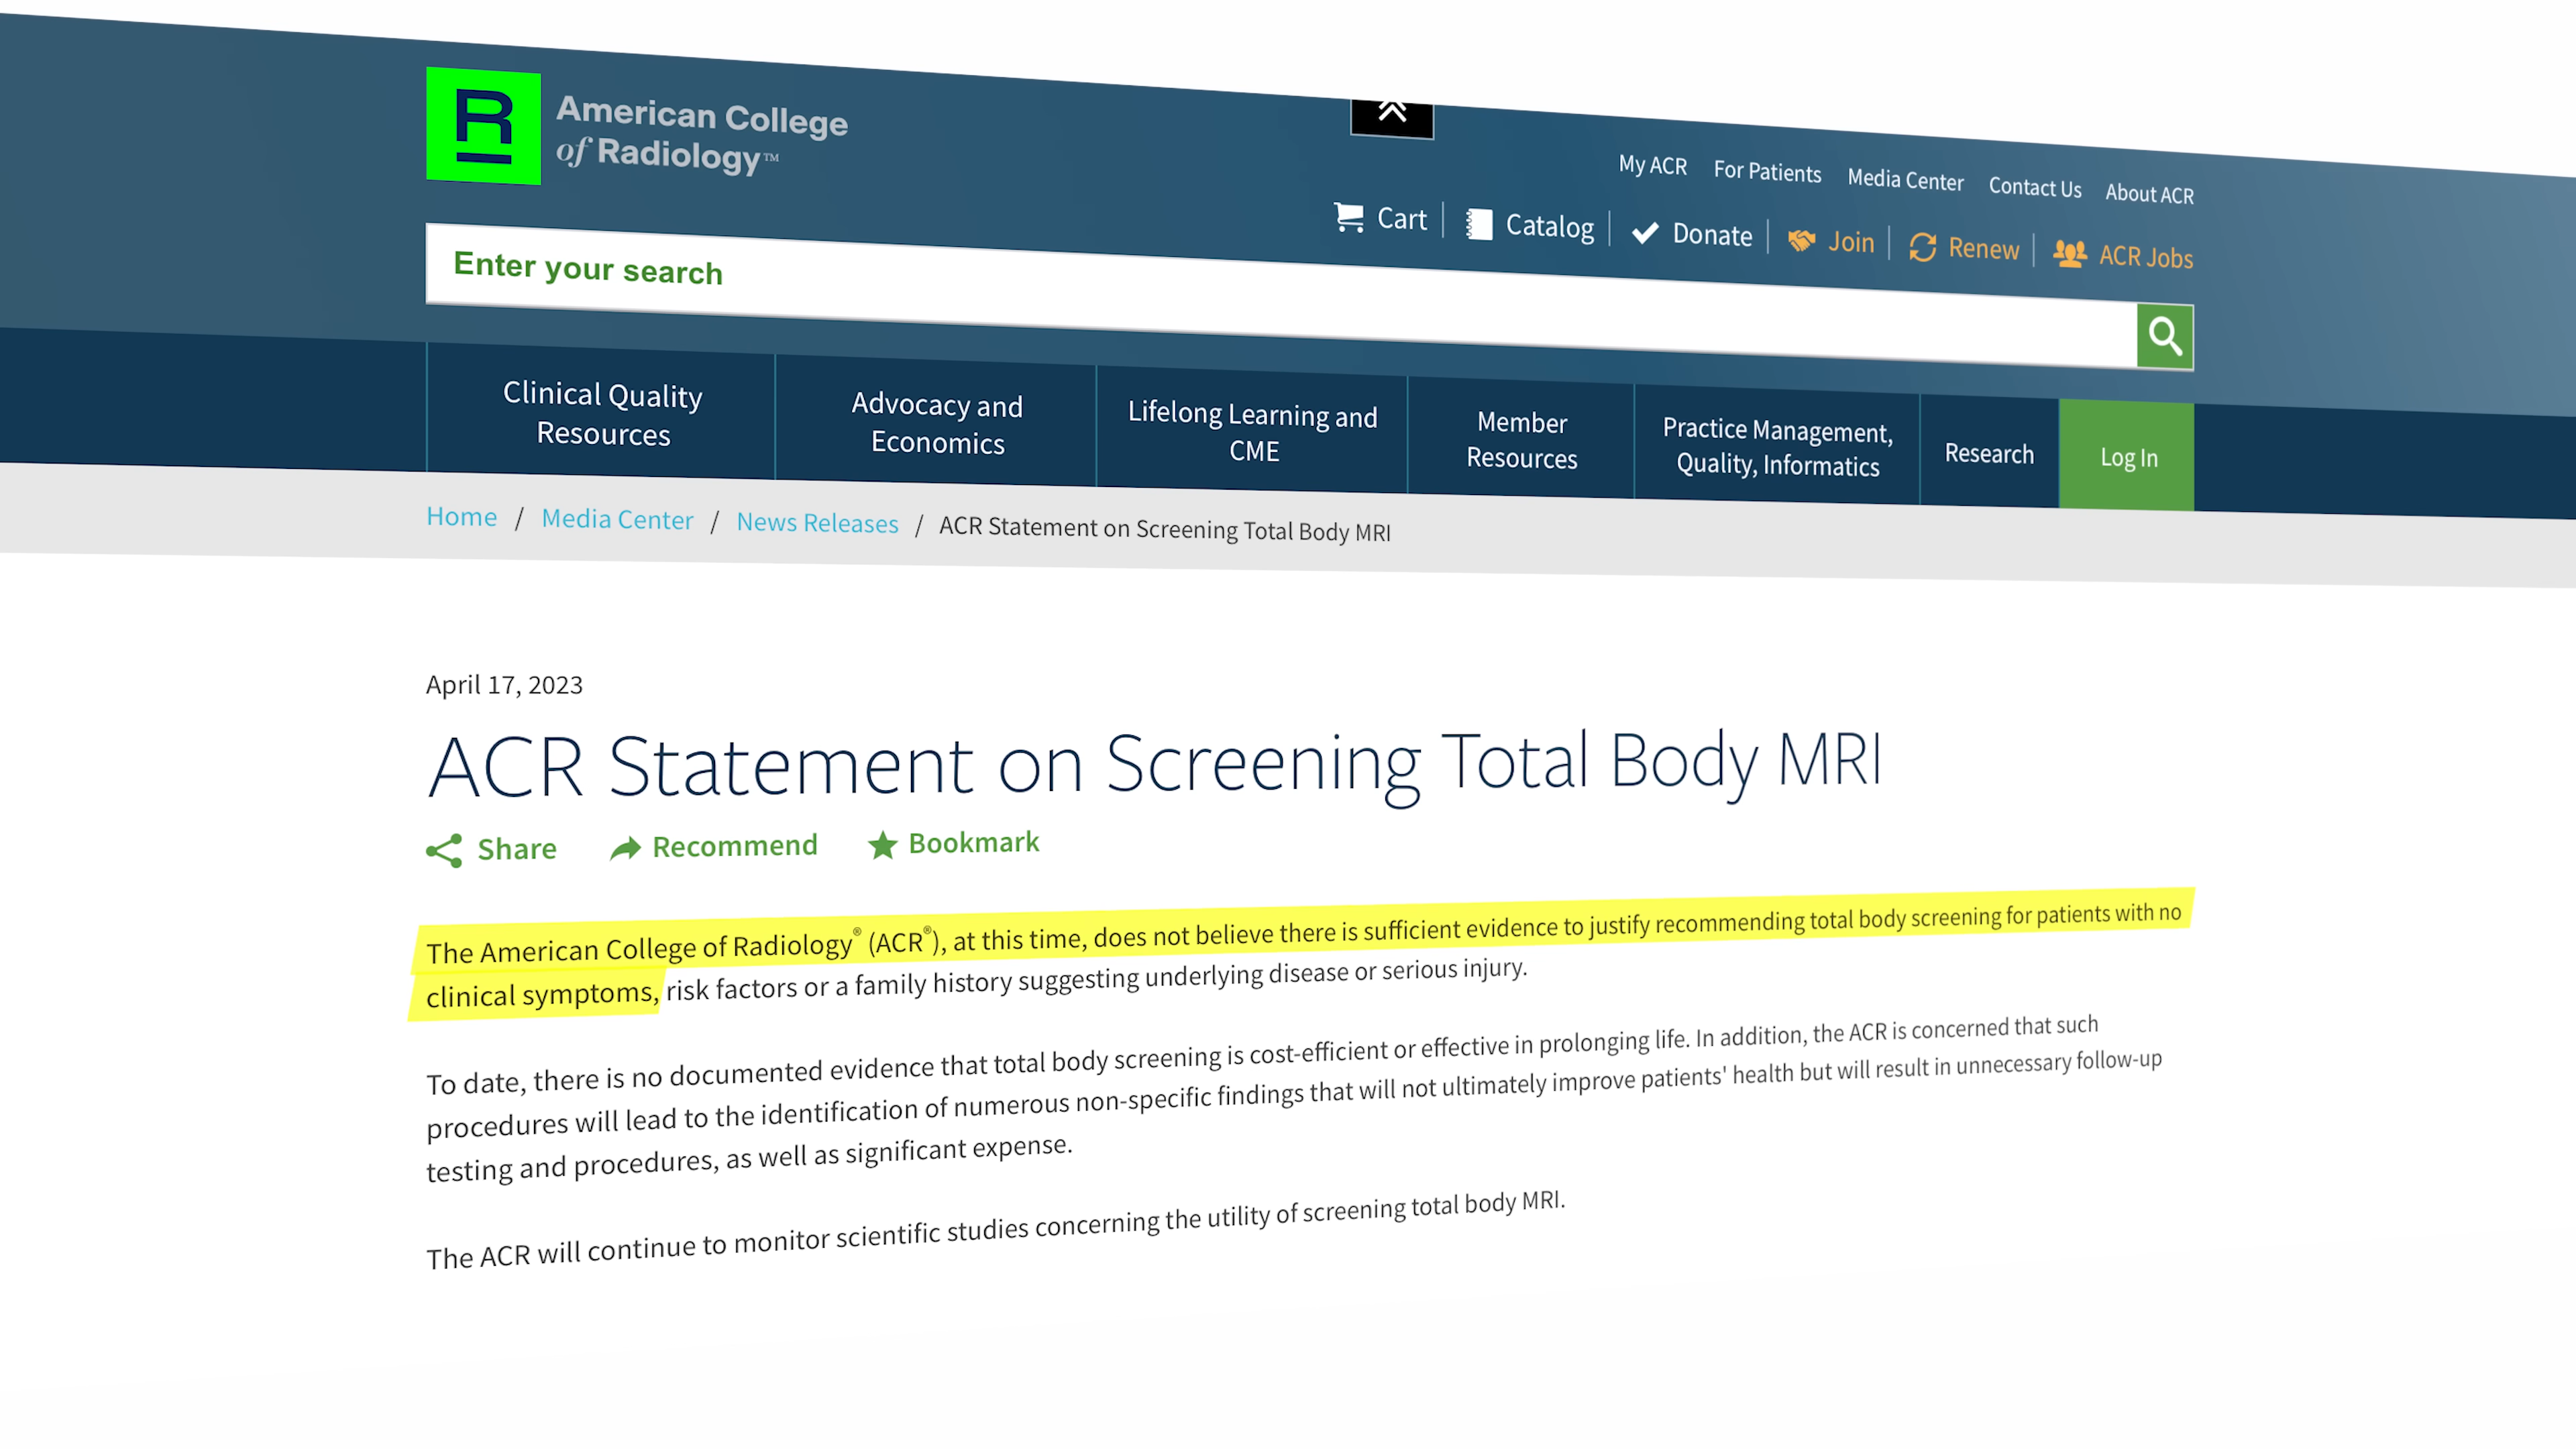 R
American College
of Radiology™
My ACR For Patients Media Center Contact Us About ACR
Cart Catalog Donate Join Renew ACR Jobs
Enter your search
Clinical Quality
Resources
Advocacy and
Economics
Lifelong Learning and
CME
Member
Resources
Practice Management,
Quality, Informatics
Research
Log In
Home / Media Center / News Releases / ACR Statement on Screening Total Body MRI
April 17, 2023
ACR Statement on Screening Total Body MRI
Share Recommend Bookmark
The American College of Radiology® (ACR®), at this time, does not believe there is sufficient evidence to justify recommending total body screening for patients with no
clinical symptoms, risk factors or a family history suggesting underlying disease or serious injury.
To date, there is no documented evidence that total body screening is cost-efficient or effective in prolonging life. In addition, the ACR is concerned that such
procedures will lead to the identification of numerous non-specific findings that will not ultimately improve patients' health but will result in unnecessary follow-up
testing and procedures, as well as significant expense.
The ACR will continue to monitor scientific studies concerning the utility of screening total body MRI.